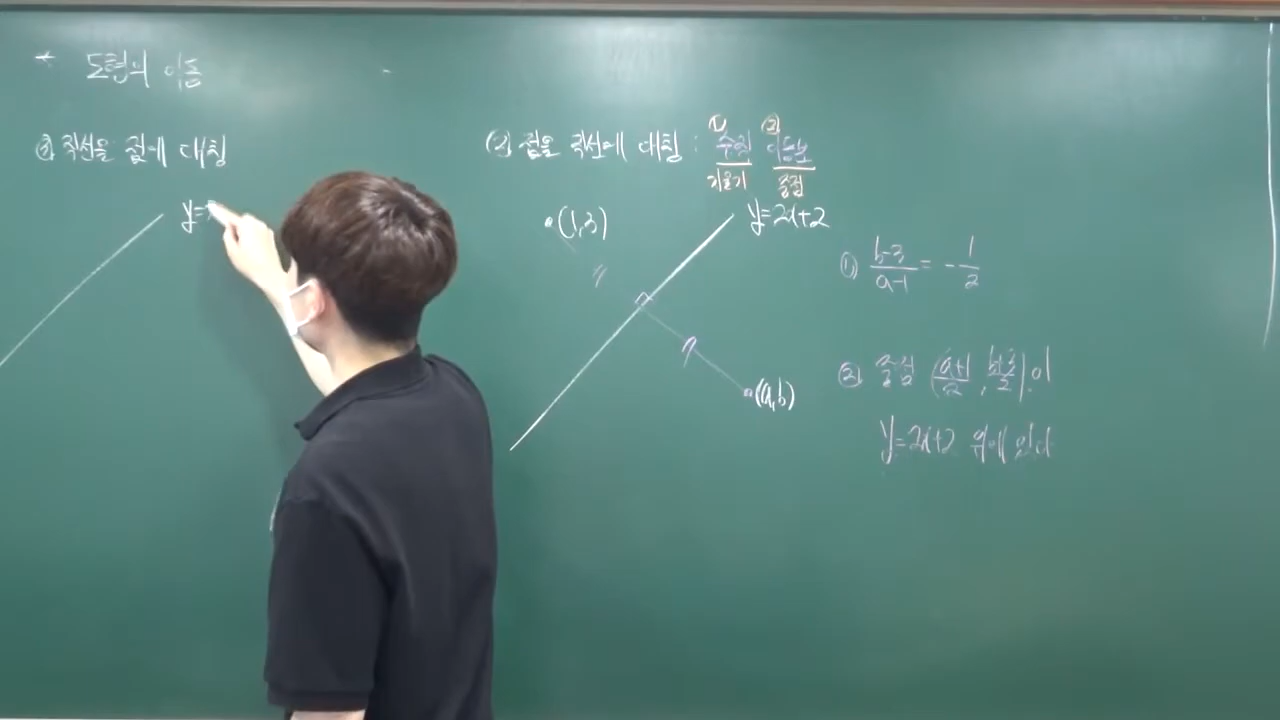 * 도형의 이동
③ 직선을 점에 대칭
y=
(2) 점을 직선에 대칭 : ① 수직 ② 이등분
기울기 중점
(1,3)
y=2x+2
(a,b)
① b-3/a-1 = -1/2
② 중점 (a+1/2, b+3/2)이
y=2x+2 위에 있다